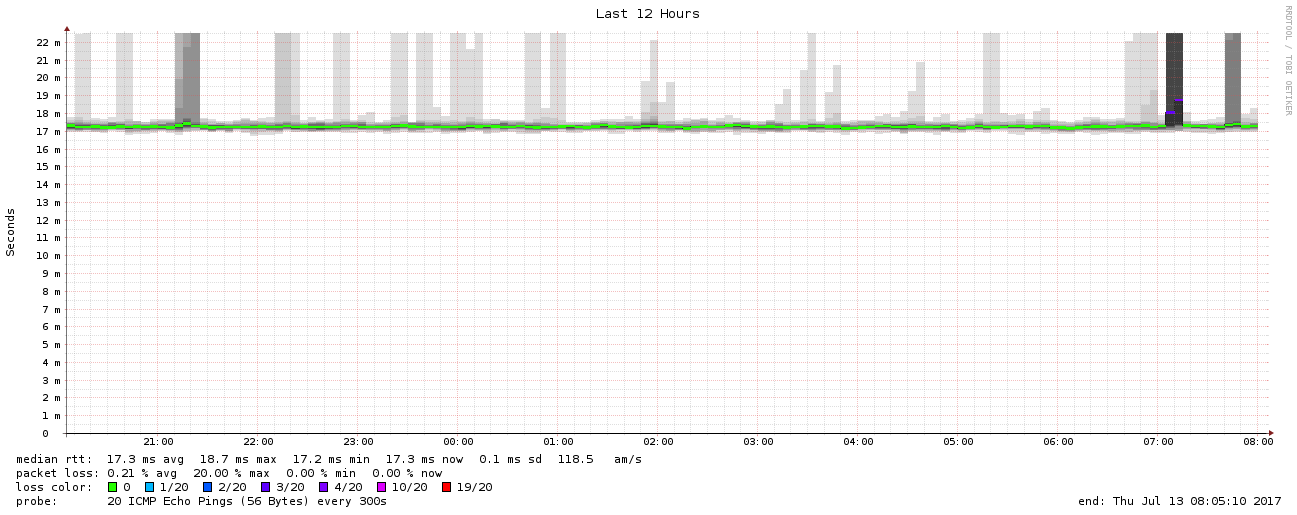 Last 12 Hours
RRDTOOL / TOBI OETIKER
Seconds
22 m
21 m
20 m
19 m
18 m
17 m
16 m
15 m
14 m
13 m
12 m
11 m
10 m
9 m
8 m
7 m
6 m
5 m
4 m
3 m
2 m
1 m
0
21:00 22:00 23:00 00:00 01:00 02:00 03:00 04:00 05:00 06:00 07:00 08:00
median rtt: 17.3 ms avg 18.7 ms max 17.2 ms min 17.3 ms now 0.1 ms sd 118.5 am/s
packet loss: 0.21 % avg 20.00 % max 0.00 % min 0.00 % now
loss color: 0 1/20 2/20 3/20 4/20 10/20 19/20
probe: 20 ICMP Echo Pings (56 Bytes) every 300s end: Thu Jul 13 08:05:10 2017